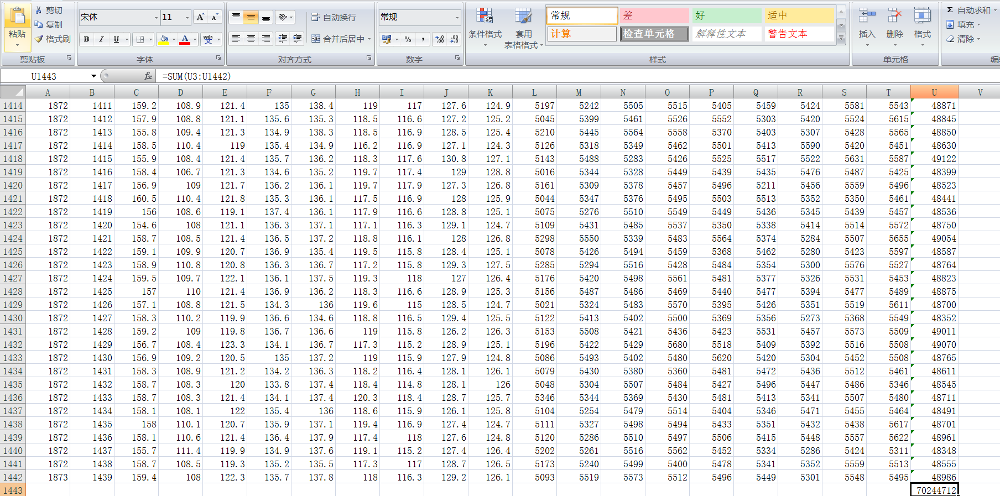 剪切
复制
格式刷
粘贴
剪贴板
宋体 11
字体
自动换行
合并后居中
对齐方式
常规
数字
条件格式 套用 表格格式
常规 差 好 适中
计算 检查单元格 解释性文本 警告文本
样式
插入 删除 格式
单元格
Σ 自动求和
填充
清除
U1443 fx =SUM(U3:U1442)
A B C D E F G H I J K L M N O P Q R S T U V
1414 1872 1411 159.2 108.9 121.4 135 138.4 119 117 127.6 124.9 5197 5242 5505 5515 5405 5459 5424 5581 5543 48871
1415 1872 1412 157.9 108.8 121.1 135.6 135.3 118.5 116.6 127.2 125.2 5045 5399 5461 5526 5552 5303 5420 5524 5615 48845
1416 1872 1413 155.8 109.4 121.3 134.9 138.3 118.5 116.9 128.5 125.4 5210 5445 5564 5558 5370 5403 5307 5428 5565 48850
1417 1872 1414 158.5 110.4 119 135.4 134.9 116.2 116.9 127.1 124.3 5126 5318 5349 5462 5501 5413 5590 5420 5451 48630
1418 1872 1415 155.9 108.4 121.4 135.7 136.2 118.3 117.6 130.8 127.1 5143 5488 5283 5426 5525 5517 5522 5631 5587 49122
1419 1872 1416 158.4 106.7 121.3 134.6 135.2 119.7 117.4 129 128.8 5016 5344 5328 5449 5439 5435 5476 5487 5425 48399
1420 1872 1417 156.9 109 121.7 136.2 136.1 119.7 117.9 127.3 126.8 5161 5309 5378 5457 5496 5211 5456 5559 5496 48523
1421 1872 1418 160.5 110.4 121.8 135.3 136.1 117.5 116.9 128 125.9 5044 5347 5376 5495 5503 5513 5352 5350 5461 48441
1422 1872 1419 156 108.6 119.1 137.4 136.1 117.9 116.6 128.8 125.1 5075 5276 5510 5549 5449 5436 5345 5439 5457 48536
1423 1872 1420 154.6 108 121.1 136.3 137.1 117.1 116.3 129.1 124.7 5109 5431 5485 5537 5350 5338 5414 5514 5572 48750
1424 1872 1421 158.7 108.5 121.4 136.5 137.2 118.8 116.1 128 126.8 5298 5550 5339 5483 5564 5374 5284 5507 5655 49054
1425 1872 1422 159.1 109.9 120.7 136.9 135.4 119.5 115.8 128.4 125.1 5078 5426 5494 5459 5368 5462 5280 5423 5597 48587
1426 1872 1423 158.9 110.8 120.8 136.3 136.7 117.2 115.8 129.3 127.5 5285 5294 5516 5428 5484 5354 5300 5576 5527 48764
1427 1872 1424 159.5 109.7 122.1 136.1 137.5 119.3 118 127 126.4 5176 5420 5498 5561 5481 5377 5326 5531 5453 48823
1428 1872 1425 157 110 121.4 136.9 136.2 118.3 116.6 128.9 125.3 5156 5487 5486 5469 5440 5477 5394 5477 5489 48875
1429 1872 1426 157.1 108.8 121.5 134.3 136 119.6 115 128.5 124.7 5021 5324 5483 5570 5395 5426 5351 5519 5611 48700
1430 1872 1427 158.3 110.2 119.9 136.6 134.6 118.8 116.5 129.4 125.5 5122 5413 5402 5500 5369 5356 5273 5368 5549 48352
1431 1872 1428 159.2 109 119.8 136.7 136.6 119 115.8 126.2 126.3 5153 5508 5421 5436 5423 5531 5457 5573 5509 49011
1432 1872 1429 156.7 108.4 123.3 134.1 136.7 117.3 115.2 128.9 125.1 5196 5422 5429 5680 5518 5409 5392 5516 5508 49070
1433 1872 1430 156.9 109.2 120.5 135 137.2 119 115.9 127.9 124.8 5086 5493 5402 5480 5620 5420 5304 5452 5508 48765
1434 1872 1431 158.3 108.9 121.2 134.2 136.3 118.2 116.4 128.1 126.1 5079 5430 5380 5360 5481 5472 5436 5512 5461 48611
1435 1872 1432 158.7 108.3 120 133.8 137.4 118.4 114.8 128.1 126 5048 5304 5507 5484 5427 5496 5447 5486 5346 48545
1436 1872 1433 158.7 108.3 121.4 134.1 137.4 120.3 118.4 128.7 125.7 5346 5344 5369 5430 5481 5413 5341 5507 5480 48711
1437 1872 1434 158.1 108.1 122 135.4 136 118.6 115.9 126.1 125.8 5104 5254 5479 5514 5404 5346 5471 5455 5464 48491
1438 1872 1435 158 110.1 120.7 135.9 137.1 119.4 116.9 127.4 124.7 5111 5327 5498 5494 5433 5351 5432 5438 5617 48701
1439 1872 1436 158.1 110.6 121.4 136.4 137.9 117.4 118 127.6 124.8 5120 5286 5510 5497 5506 5415 5448 5557 5622 48961
1440 1872 1437 155.7 111.4 119.9 134.9 137.6 119.1 115.2 127.4 126.4 5202 5261 5516 5562 5452 5334 5286 5424 5311 48348
1441 1872 1438 158.7 108.5 119.3 135.2 135.5 117.3 117 128.7 126.5 5173 5240 5499 5400 5478 5341 5352 5559 5513 48555
1442 1873 1439 159.4 108 122.3 135.7 137.8 118 116.3 129.2 126.1 5093 5519 5573 5512 5496 5449 5301 5548 5495 48986
1443 70244712